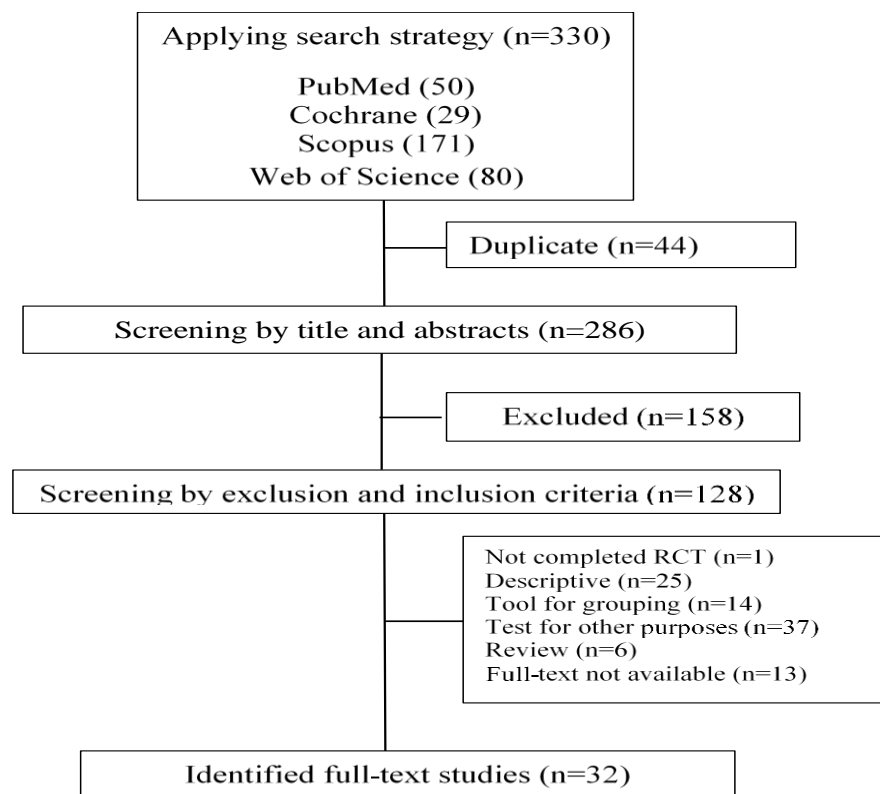 Applying search strategy (n=330)
PubMed (50)
Cochrane (29)
Scopus (171)
Web of Science (80)
Duplicate (n=44)
Screening by title and abstracts (n=286)
Excluded (n=158)
Screening by exclusion and inclusion criteria (n=128)
Not completed RCT (n=1)
Descriptive (n=25)
Tool for grouping (n=14)
Test for other purposes (n=37)
Review (n=6)
Full-text not available (n=13)
Identified full-text studies (n=32)